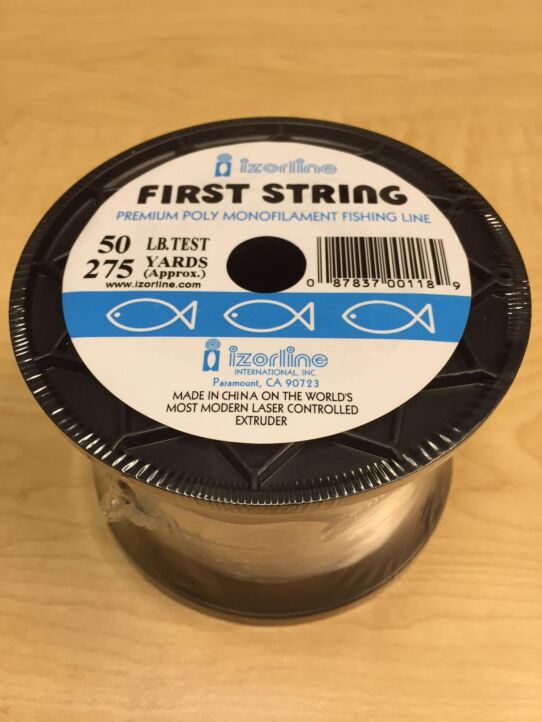 izorline
FIRST STRING
PREMIUM POLY MONOFILAMENT FISHING LINE
50 LB.TEST
275 YARDS
(Approx.)
www.izorline.com
0 87837 00118 9
izorline
INTERNATIONAL, INC.
Paramount, CA 90723
MADE IN CHINA ON THE WORLD'S
MOST MODERN LASER CONTROLLED
EXTRUDER